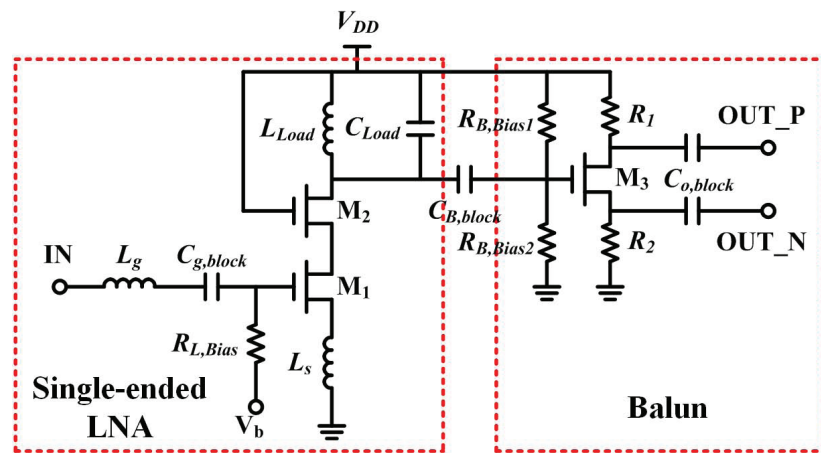 V_DD
L_Load
C_Load
R_B,Bias1
R_1
OUT_P
M_3
C_o,block
M_2
C_B,block
R_B,Bias2
R_2
OUT_N
IN
L_g
C_g,block
M_1
R_L,Bias
L_s
Single-ended
LNA
V_b
Balun